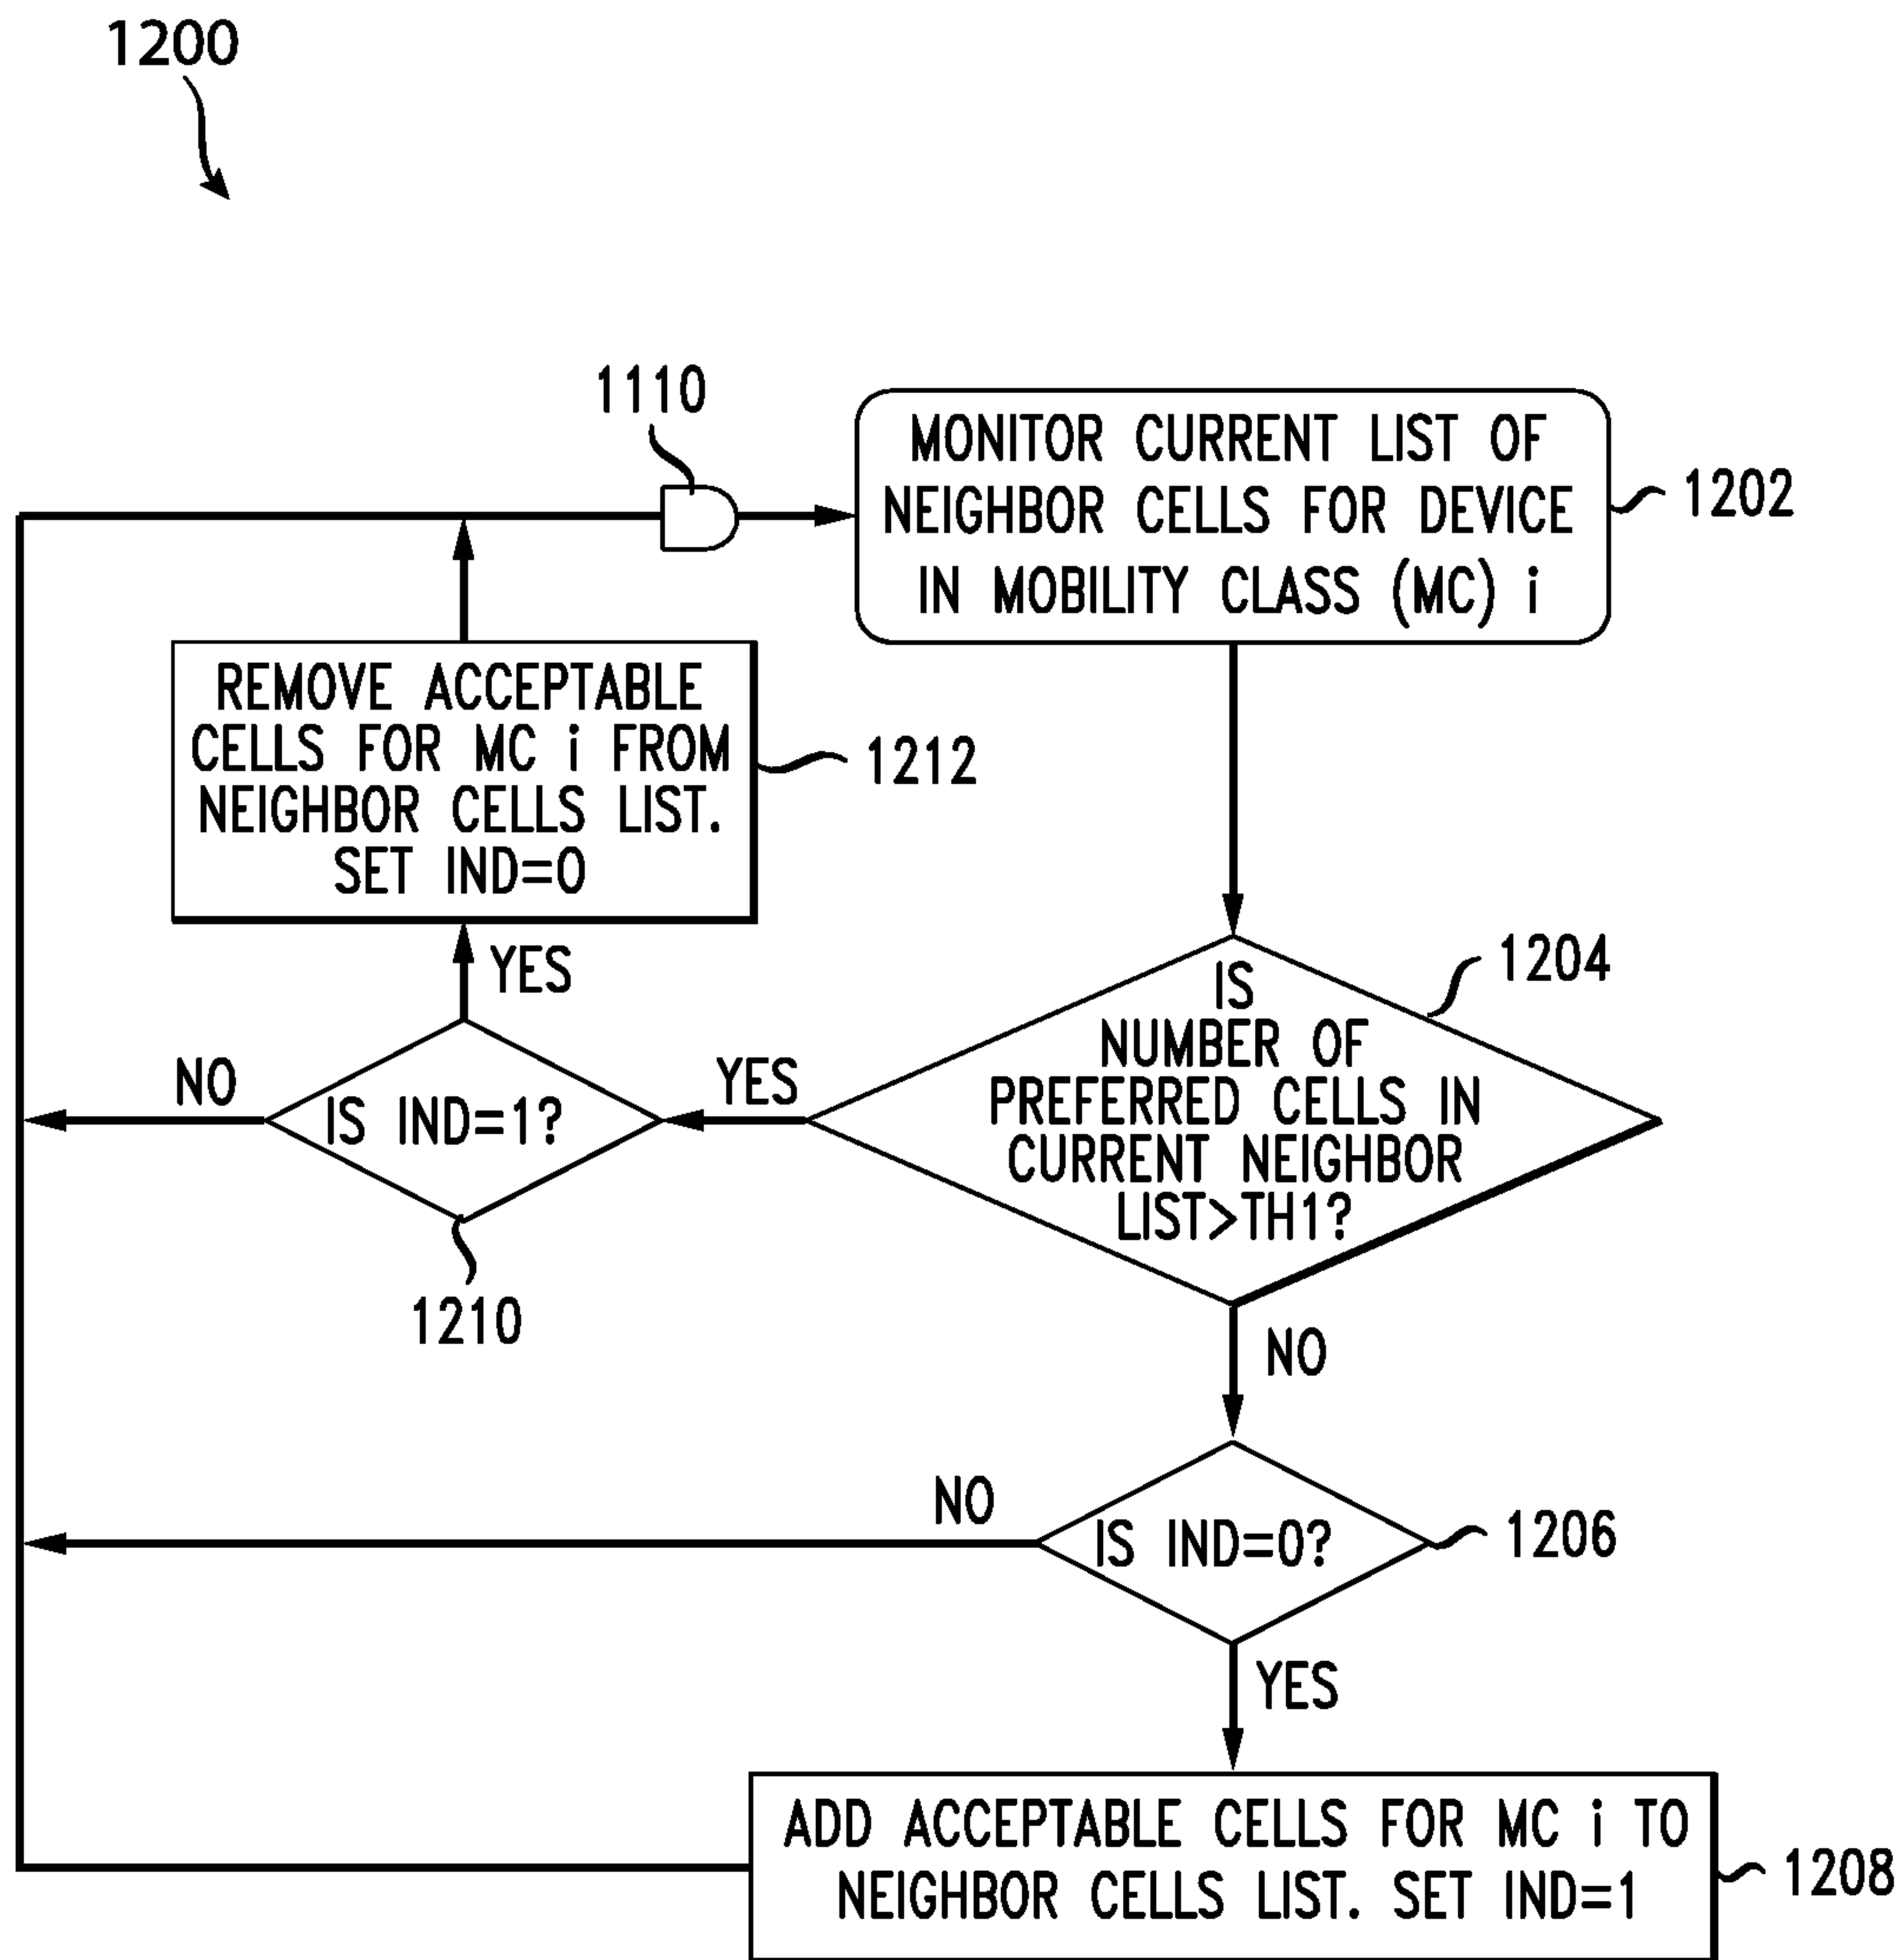 1200
1110
MONITOR CURRENT LIST OF
NEIGHBOR CELLS FOR DEVICE
IN MOBILITY CLASS (MC) i
1202
REMOVE ACCEPTABLE
CELLS FOR MC i FROM
NEIGHBOR CELLS LIST.
SET IND=0
1212
YES
1204
IS
NUMBER OF
PREFERRED CELLS IN
CURRENT NEIGHBOR
LIST>TH1?
NO
YES
IS IND=1?
1210
NO
NO
IS IND=0?
1206
YES
ADD ACCEPTABLE CELLS FOR MC i TO
NEIGHBOR CELLS LIST. SET IND=1
1208